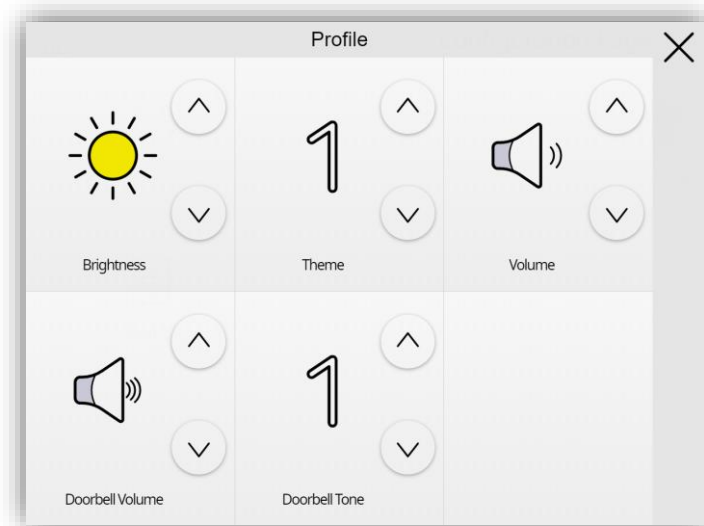 Profile
1
Brightness
Theme
Volume
1
Doorbell Volume
Doorbell Tone